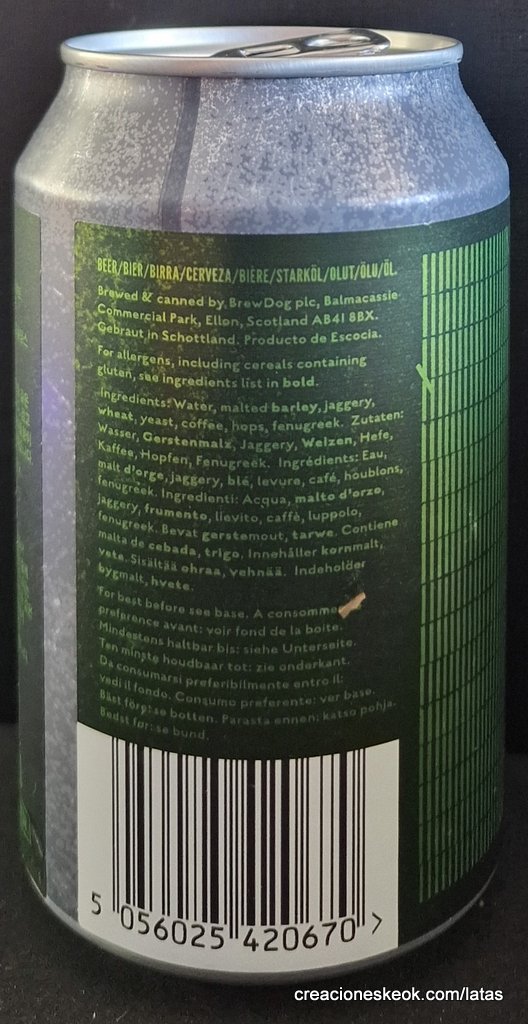 BEER/BIER/BIRRA/CERVEZA/BIERE/STARKÖL/OLUT/ÖLU/ÖL.
Brewed & canned by BrewDog plc, Balmacassie
Commercial Park, Ellon, Scotland AB41 8BX.
Gebraut in Schottland. Producto de Escocia.
For allergens, including cereals containing
gluten, see ingredients list in bold.
Ingredients: Water, malted barley, jaggery,
wheat, yeast, coffee, hops, fenugreek. Zutaten:
Wasser, Gerstenmalz, Jaggery, Weizen, Hefe,
Kaffee, Hopfen, Fenugreek. Ingrédients: Eau,
malt d'orge, jaggery, blé, levure, café, houblons,
fenugreek. Ingredienti: Acqua, malto d'orzo,
jaggery, frumento, lievito, caffè, luppolo,
fenugreek. Bevat gerstemout, tarwe. Contiene
malta de cebada, trigo. Innehåller kornmalt,
vete. Sisältää ohraa, vehnää. Indeholder
bygmalt, hvete.
For best before see base. A consomme
preference avant: voir fond de la boite.
Mindestens haltbar bis: siehe Unterseite.
Ten minste houdbaar tot: zie onderkant.
Da consumarsi preferibilmente entro il:
vedi il fondo. Consumo preferente: ver base.
Bäst förp: se botten. Parasta ennen: katso pohja.
Bedst før: se bund.
5 056025 420670 >
creacioneskeok.com/latas